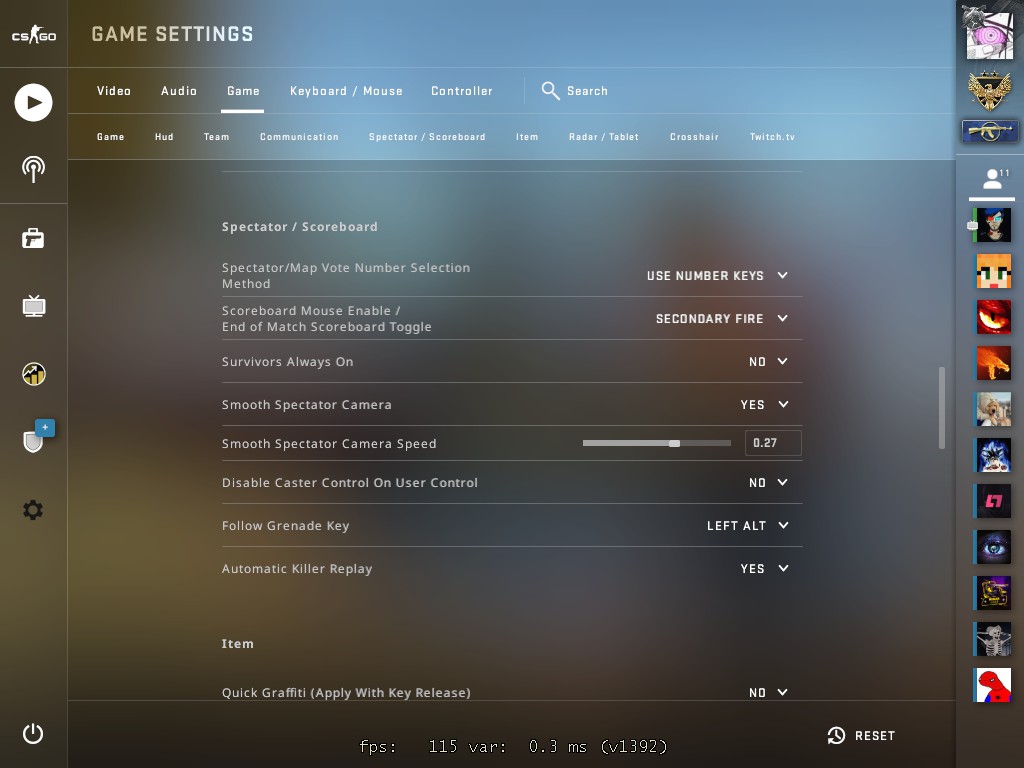 CS GO
GAME SETTINGS
Video Audio Game Keyboard / Mouse Controller Search
Game Hud Team Communication Spectator / Scoreboard Item Radar / Tablet Crosshair Twitch.tv
11
Spectator / Scoreboard
Spectator/Map Vote Number Selection
Method
USE NUMBER KEYS
Scoreboard Mouse Enable /
End of Match Scoreboard Toggle
SECONDARY FIRE
Survivors Always On NO
Smooth Spectator Camera YES
Smooth Spectator Camera Speed 0.27
+
Disable Caster Control On User Control NO
Follow Grenade Key LEFT ALT
Automatic Killer Replay YES
Item
Quick Graffiti (Apply With Key Release) NO
RESET
fps: 115 var: 0.3 ms (v1392)